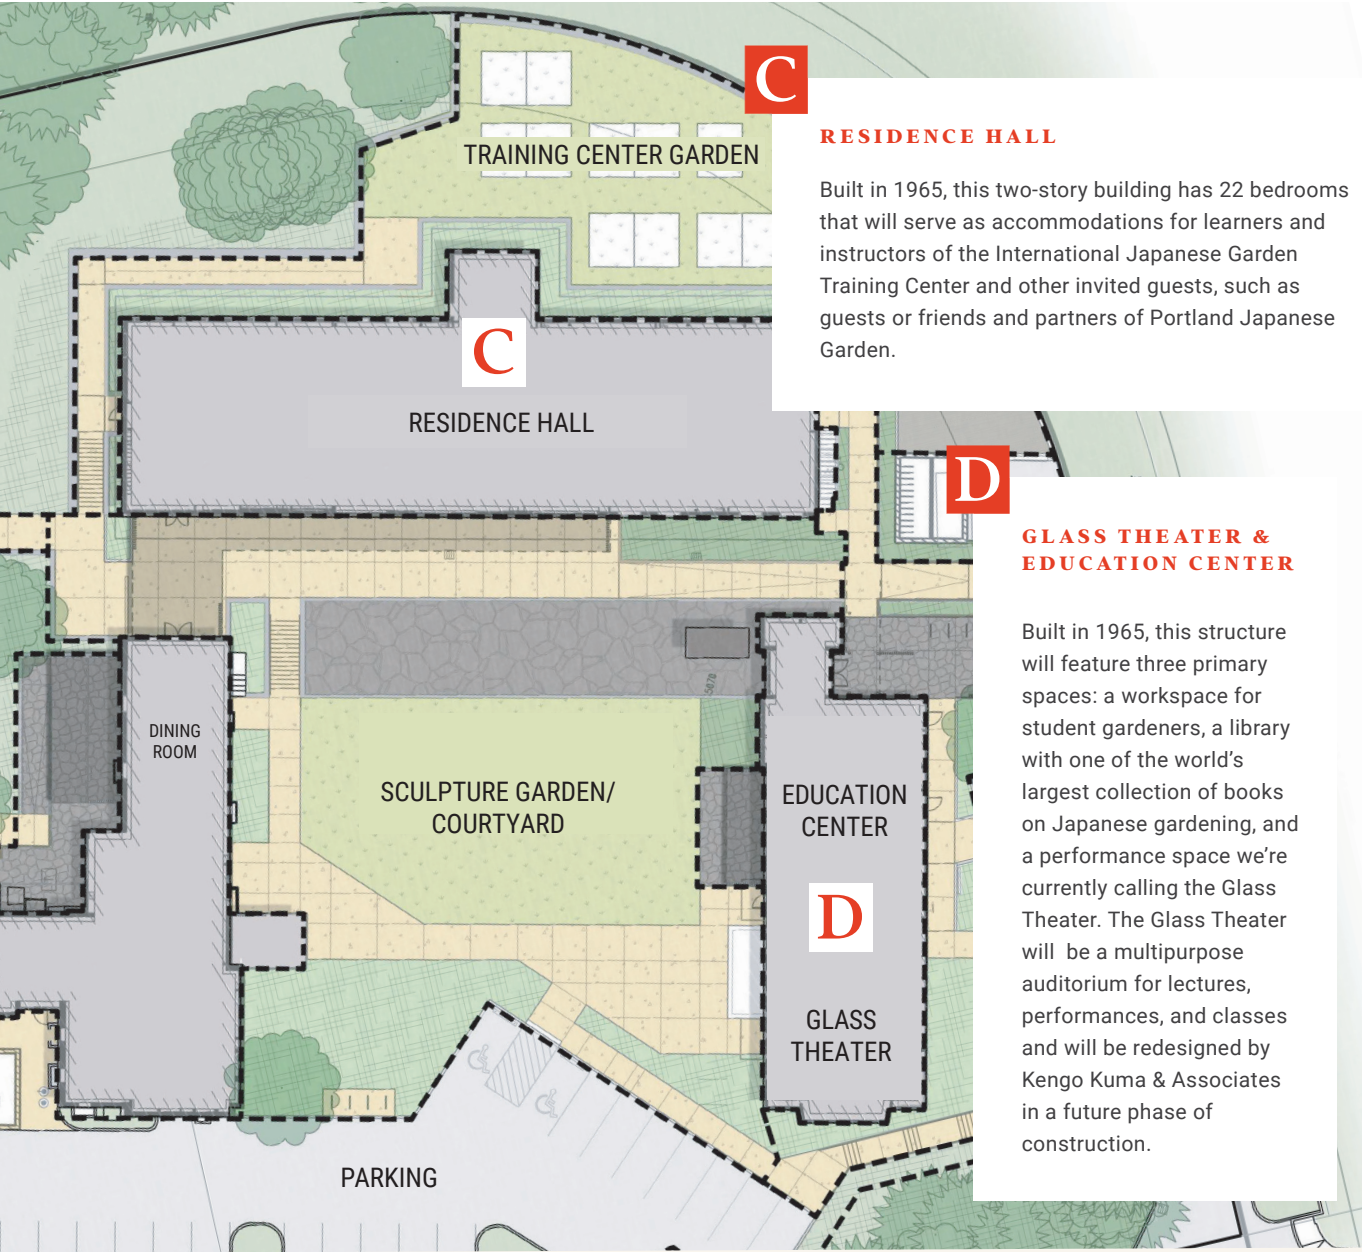 C
RESIDENCE HALL
Built in 1965, this two-story building has 22 bedrooms
that will serve as accommodations for learners and
instructors of the International Japanese Garden
Training Center and other invited guests, such as
guests or friends and partners of Portland Japanese
Garden.
TRAINING CENTER GARDEN
C
RESIDENCE HALL
D
GLASS THEATER &
EDUCATION CENTER
Built in 1965, this structure
will feature three primary
spaces: a workspace for
student gardeners, a library
with one of the world's
largest collection of books
on Japanese gardening, and
a performance space we're
currently calling the Glass
Theater. The Glass Theater
will  be a multipurpose
auditorium for lectures,
performances, and classes
and will be redesigned by
Kengo Kuma & Associates
in a future phase of
construction.
DINING
ROOM
SCULPTURE GARDEN/
COURTYARD
EDUCATION
CENTER
D
GLASS
THEATER
PARKING